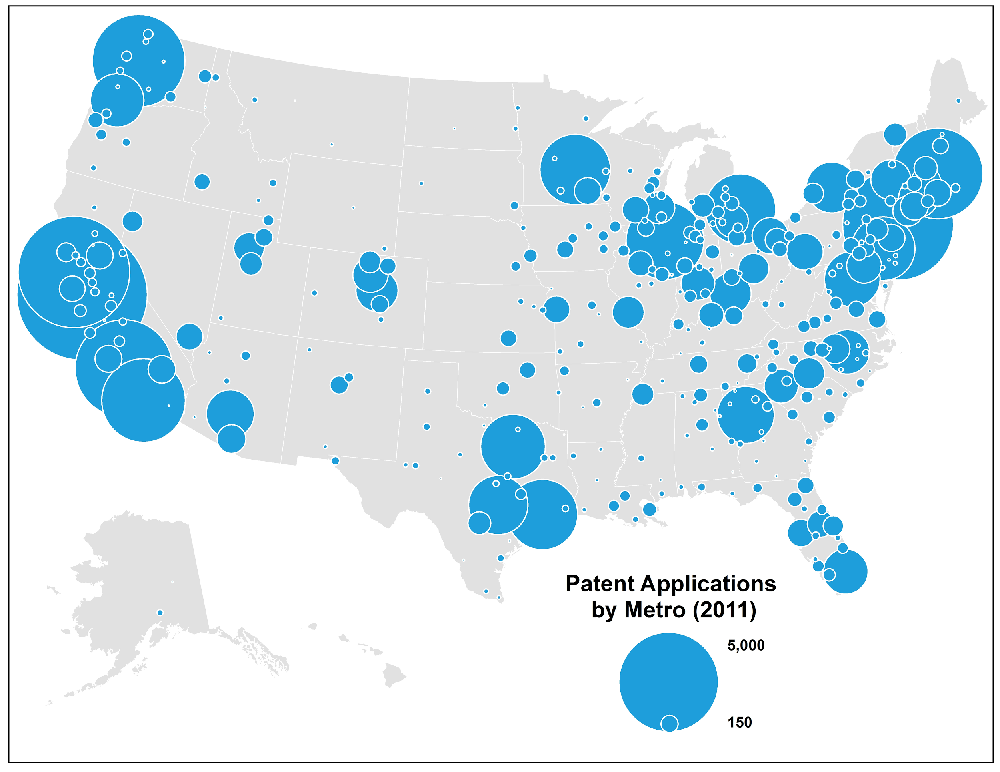 Patent Applications
by Metro (2011)
5,000
150